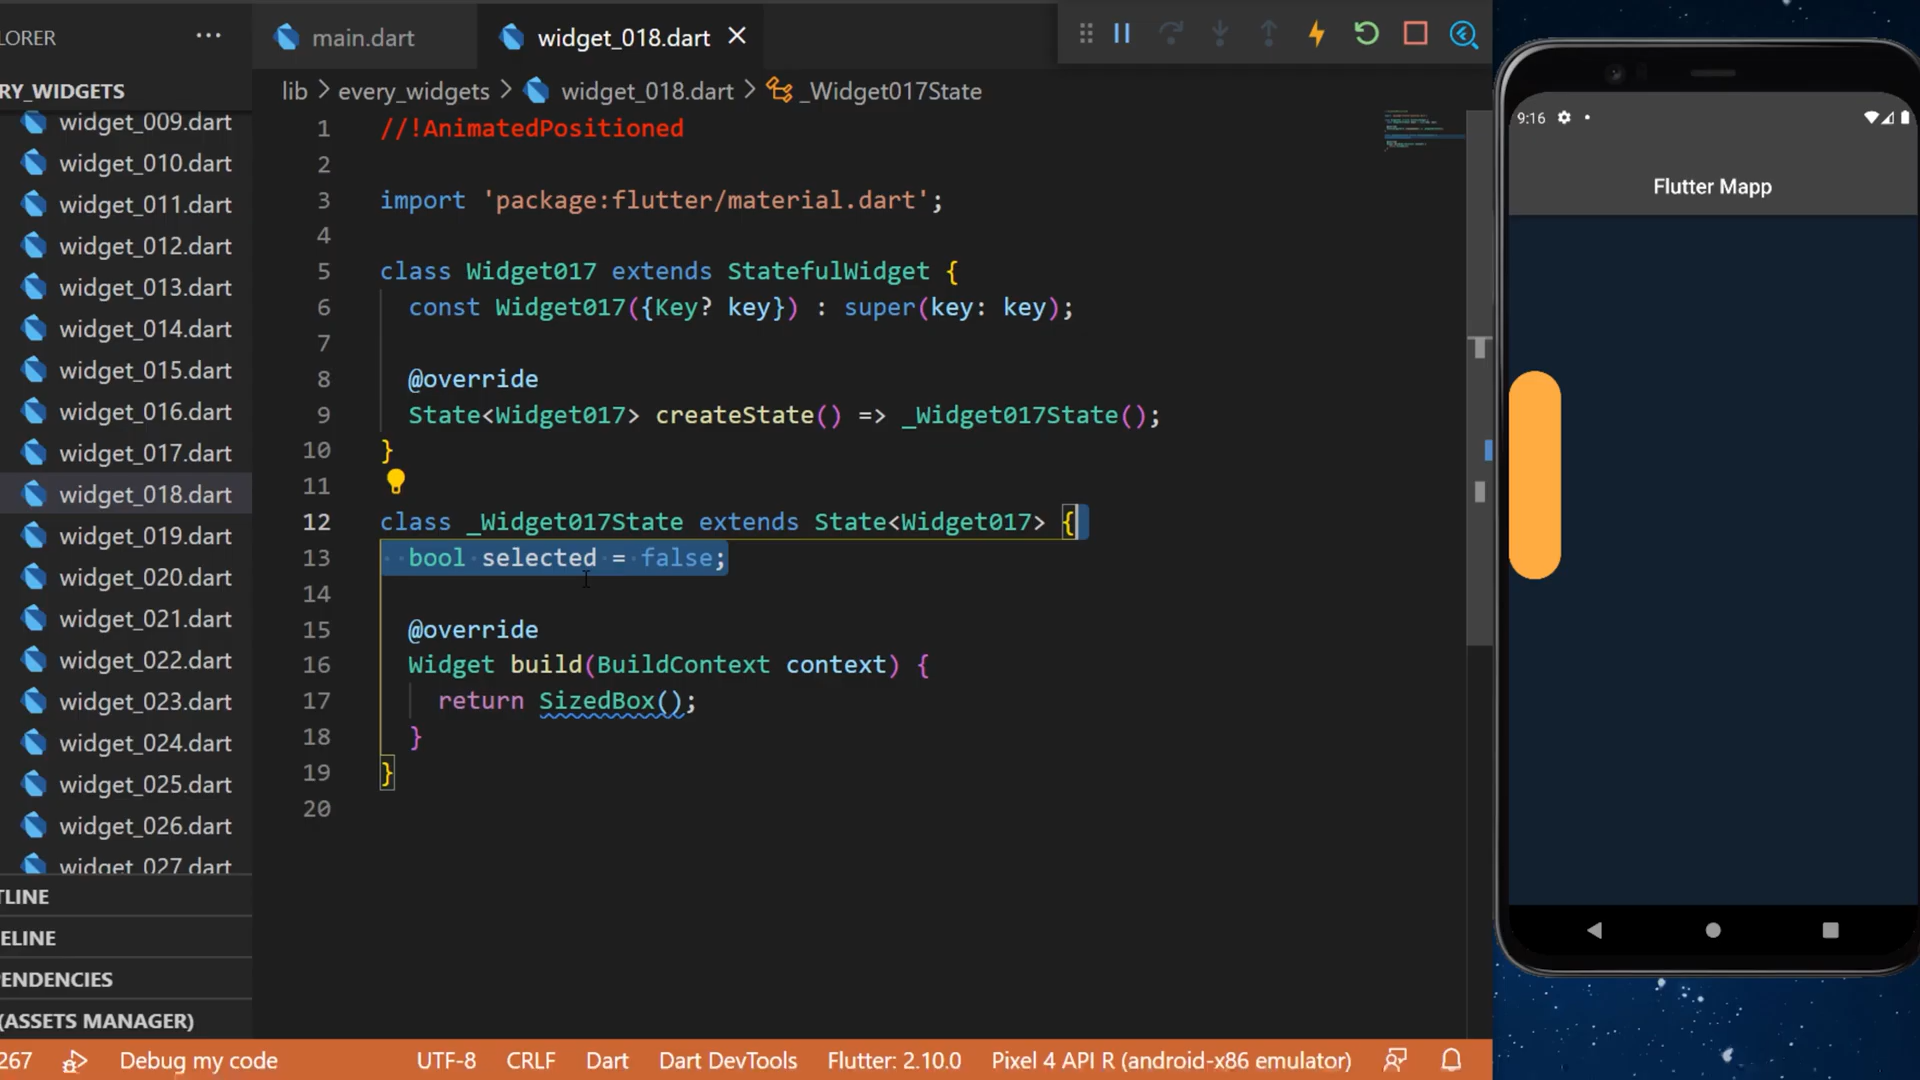 LORER
main.dart
widget_018.dart
RY_WIDGETS
lib > every_widgets > widget_018.dart > _Widget017State
widget_009.dart
widget_010.dart
widget_011.dart
widget_012.dart
widget_013.dart
widget_014.dart
widget_015.dart
widget_016.dart
widget_017.dart
widget_018.dart
widget_019.dart
widget_020.dart
widget_021.dart
widget_022.dart
widget_023.dart
widget_024.dart
widget_025.dart
widget_026.dart
widget_027.dart
TLINE
ELINE
PENDENCIES
(ASSETS MANAGER)
1 //!AnimatedPositioned
2
3 import 'package:flutter/material.dart';
4
5 class Widget017 extends StatefulWidget {
6 const Widget017({Key? key}) : super(key: key);
7
8 @override
9 State<Widget017> createState() => _Widget017State();
10 }
11
12 class _Widget017State extends State<Widget017> {
13 bool selected = false;
14
15 @override
16 Widget build(BuildContext context) {
17 return SizedBox();
18 }
19 }
20
9:16
Flutter Mapp
267 Debug my code UTF-8 CRLF Dart Dart DevTools Flutter: 2.10.0 Pixel 4 API R (android-x86 emulator)